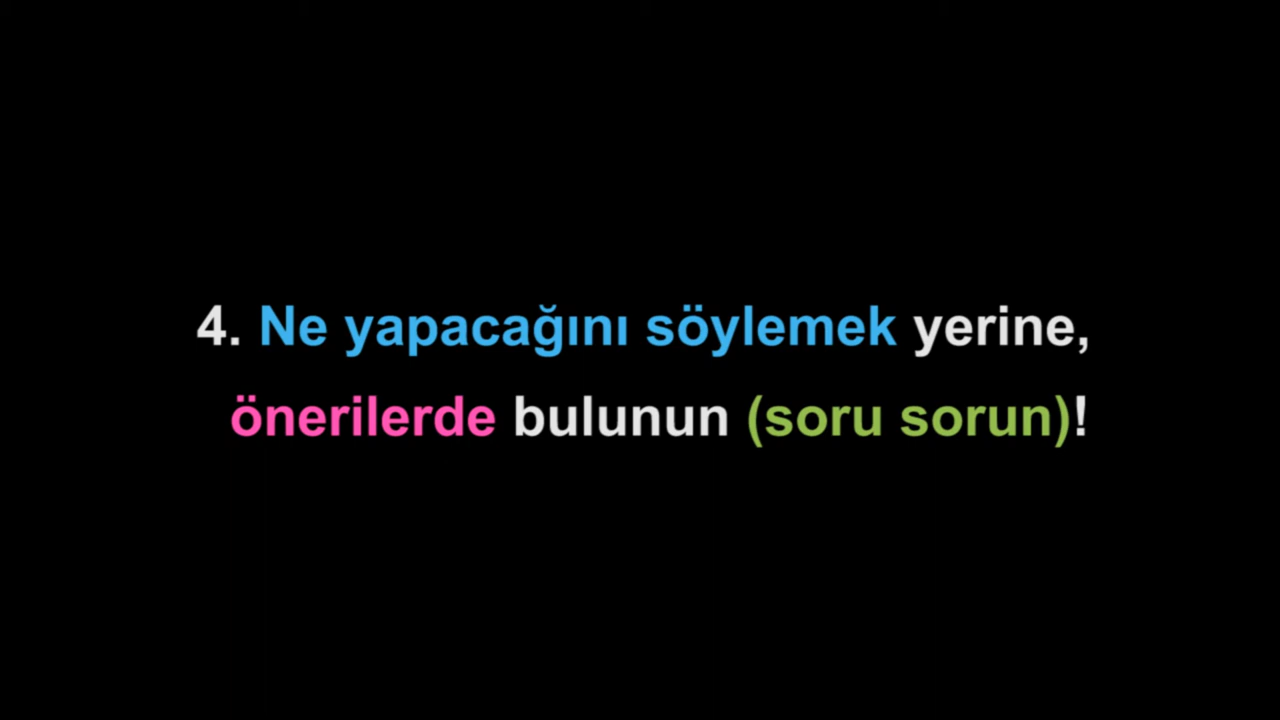 4. Ne yapacağını söylemek yerine,
önerilerde bulunun (soru sorun)!